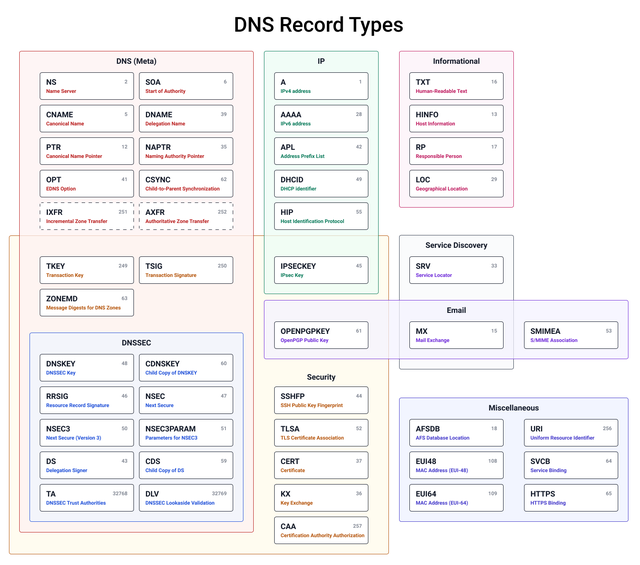 DNS Record Types
DNS (Meta)
NS 2
Name Server
SOA 6
Start of Authority
CNAME 5
Canonical Name
DNAME 39
Delegation Name
PTR 12
Canonical Name Pointer
NAPTR 35
Naming Authority Pointer
OPT 41
EDNS Option
CSYNC 62
Child-to-Parent Synchronization
IXFR 251
Incremental Zone Transfer
AXFR 252
Authoritative Zone Transfer
TKEY 249
Transaction Key
TSIG 250
Transaction Signature
ZONEMD 63
Message Digests for DNS Zones
DNSSEC
DNSKEY 48
DNSSEC Key
CDNSKEY 60
Child Copy of DNSKEY
RRSIG 46
Resource Record Signature
NSEC 47
Next Secure
NSEC3 50
Next Secure (Version 3)
NSEC3PARAM 51
Parameters for NSEC3
DS 43
Delegation Signer
CDS 59
Child Copy of DS
TA 32768
DNSSEC Trust Authorities
DLV 32769
DNSSEC Lookaside Validation
IP
A 1
IPv4 address
AAAA 28
IPv6 address
APL 42
Address Prefix List
DHCID 49
DHCP identifier
HIP 55
Host Identification Protocol
IPSECKEY 45
IPsec Key
Informational
TXT 16
Human-Readable Text
HINFO 13
Host Information
RP 17
Responsible Person
LOC 29
Geographical Location
Service Discovery
SRV 33
Service Locator
Email
OPENPGPKEY 61
OpenPGP Public Key
MX 15
Mail Exchange
SMIMEA 53
S/MIME Association
Security
SSHFP 44
SSH Public Key Fingerprint
TLSA 52
TLS Certificate Association
CERT 37
Certificate
KX 36
Key Exchange
CAA 257
Certification Authority Authorization
Miscellaneous
AFSDB 18
AFS Database Location
URI 256
Uniform Resource Identifier
EUI48 108
MAC Address (EUI-48)
SVCB 64
Service Binding
EUI64 109
MAC Address (EUI-64)
HTTPS 65
HTTPS Binding